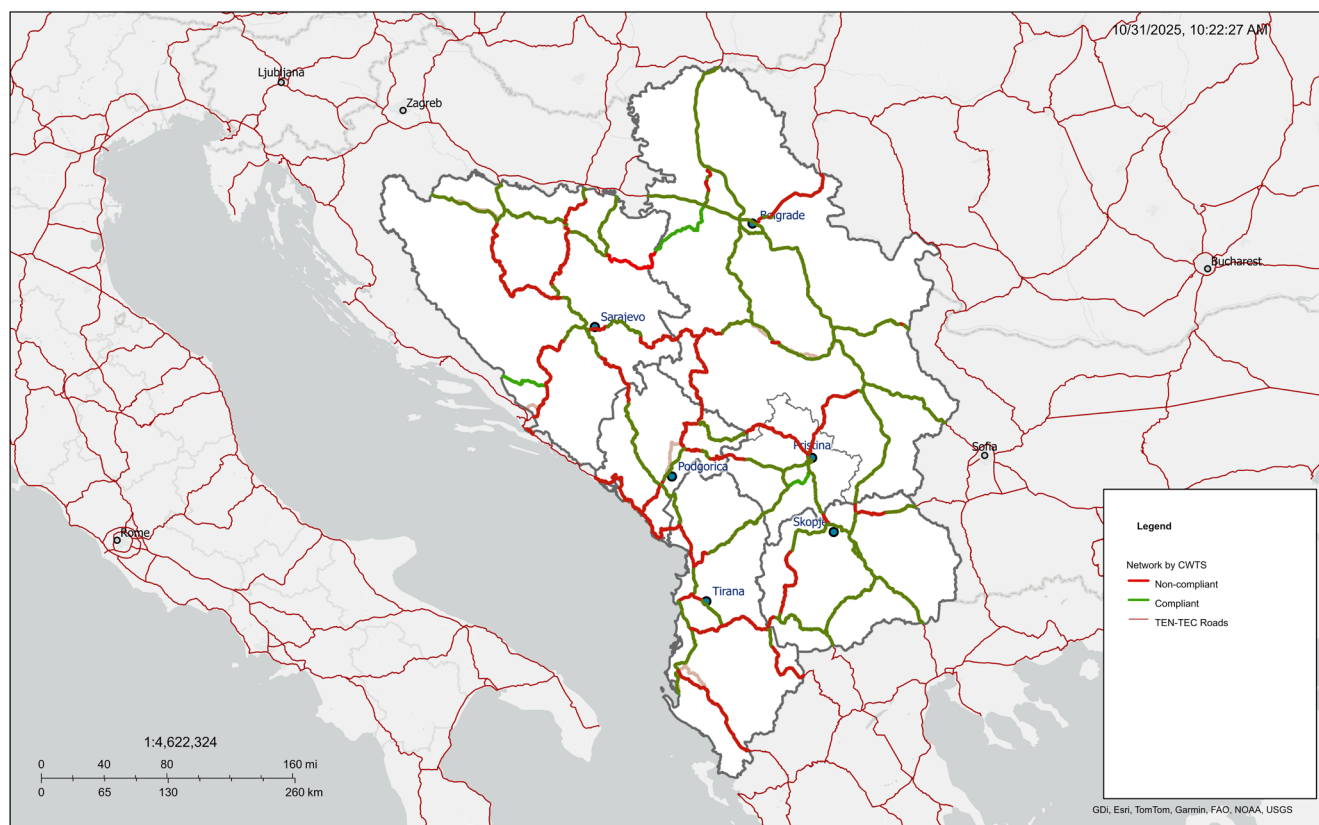 10/31/2025, 10:22:27 AM
Ljubljana
Zagreb
Belgrade
Bucharest
Sarajevo
Sofia
Pristina
Podgorica
Skopje
Rome
Tirana
Legend
Network by CWTS
Non-compliant
Compliant
TEN-TEC Roads
1:4,622,324
0 40 80 160 mi
0 65 130 260 km
GDi, Esri, TomTom, Garmin, FAO, NOAA, USGS